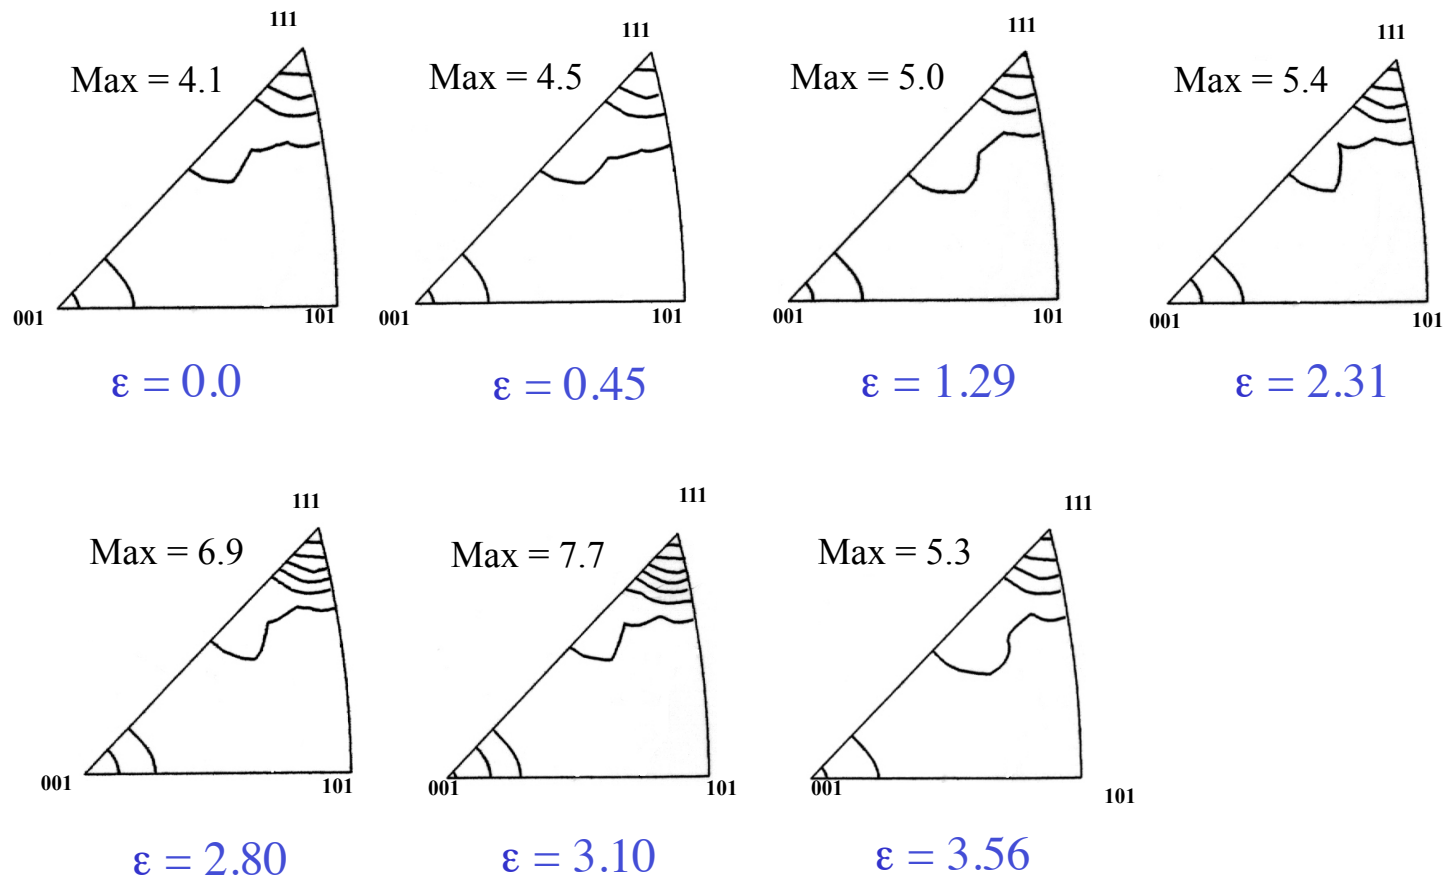 111
Max = 4.1
001
101
ε = 0.0
111
Max = 4.5
001
101
ε = 0.45
111
Max = 5.0
001
101
ε = 1.29
111
Max = 5.4
001
101
ε = 2.31
111
Max = 6.9
001
101
ε = 2.80
111
Max = 7.7
001
101
ε = 3.10
111
Max = 5.3
001
101
ε = 3.56